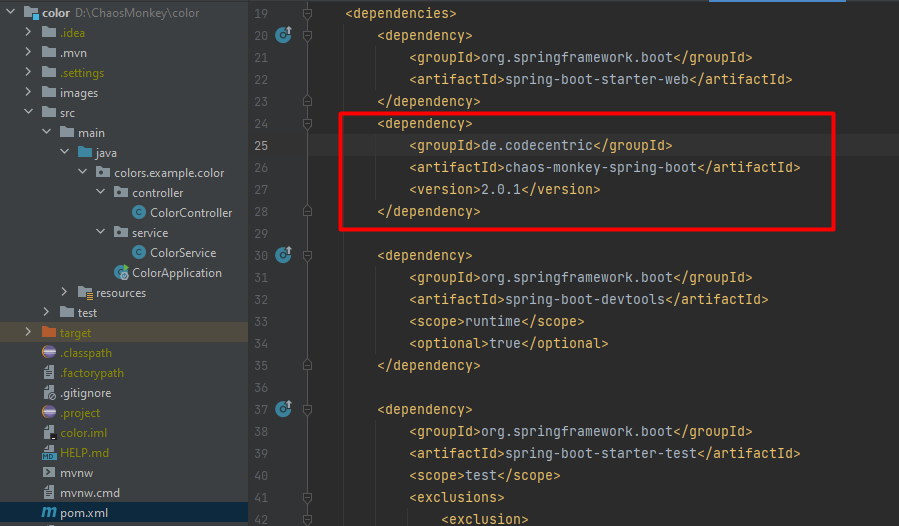 color D:\ChaosMonkey\color
.idea
.mvn
.settings
images
src
main
java
colors.example.color
controller
ColorController
service
ColorService
ColorApplication
resources
test
target
.classpath
.factorypath
.gitignore
.project
color.iml
HELP.md
mvnw
mvnw.cmd
pom.xml
19 <dependencies>
20 <dependency>
21 <groupId>org.springframework.boot</groupId>
22 <artifactId>spring-boot-starter-web</artifactId>
23 </dependency>
24 <dependency>
25 <groupId>de.codecentric</groupId>
26 <artifactId>chaos-monkey-spring-boot</artifactId>
27 <version>2.0.1</version>
28 </dependency>
29
30 <dependency>
31 <groupId>org.springframework.boot</groupId>
32 <artifactId>spring-boot-devtools</artifactId>
33 <scope>runtime</scope>
34 <optional>true</optional>
35 </dependency>
36
37 <dependency>
38 <groupId>org.springframework.boot</groupId>
39 <artifactId>spring-boot-starter-test</artifactId>
40 <scope>test</scope>
41 <exclusions>
42 <exclusion>